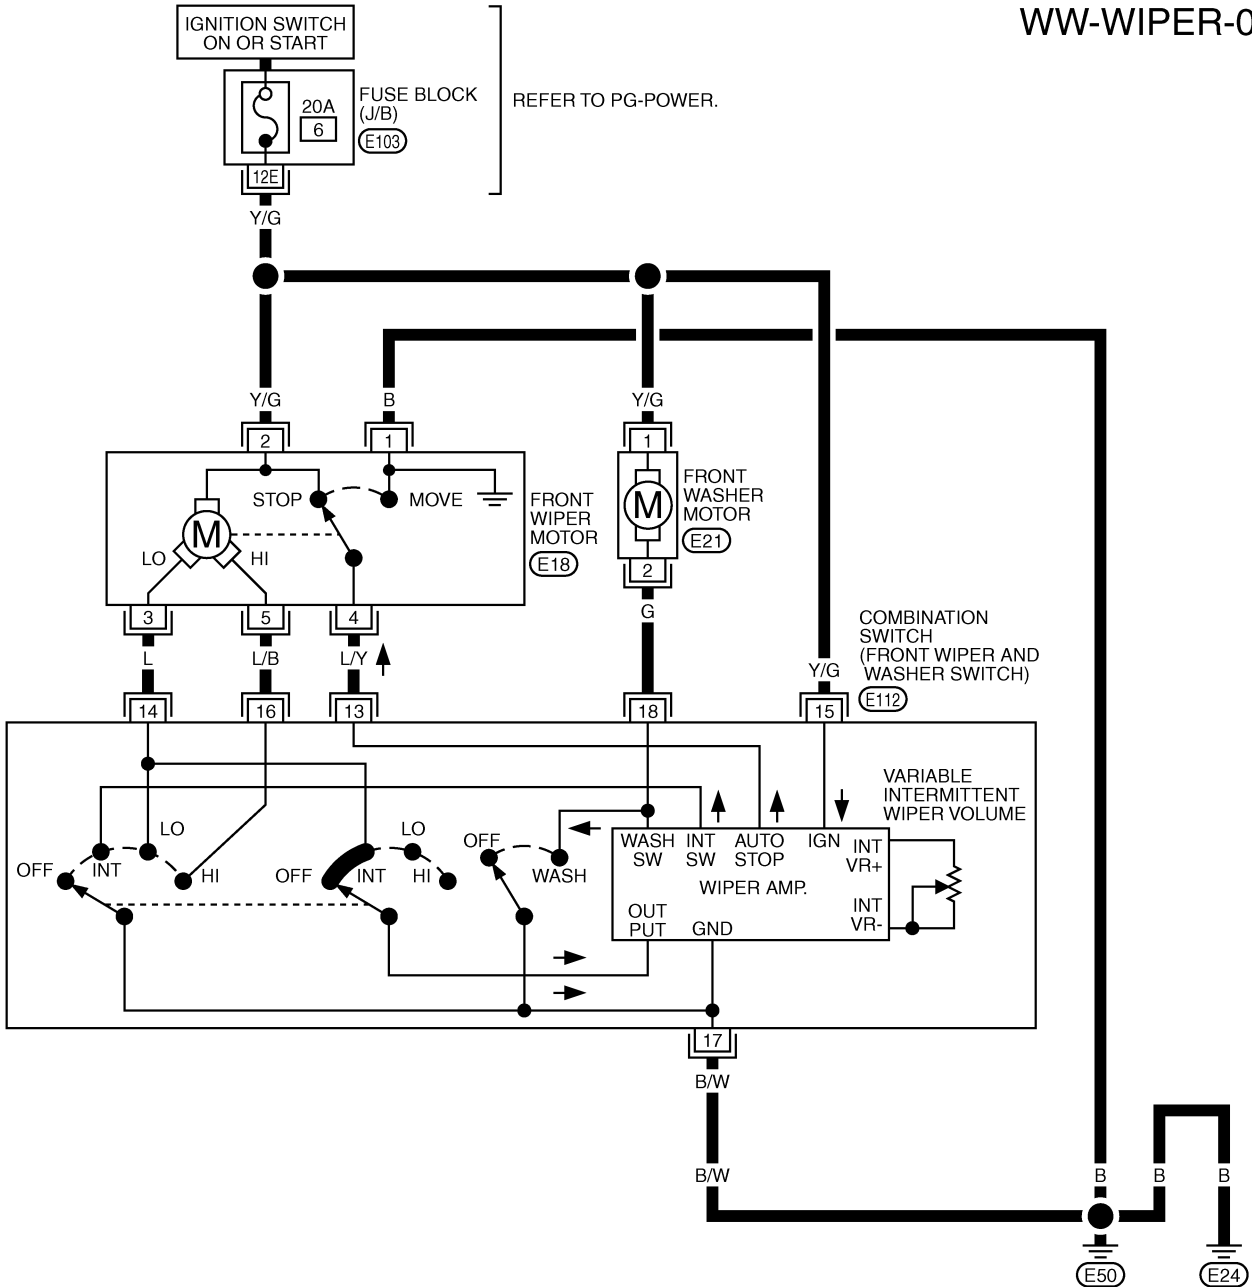 WW-WIPER-0
IGNITION SWITCH
ON OR START
20A
6
FUSE BLOCK
(J/B)
E103
REFER TO PG-POWER.
12E
Y/G
Y/G
B
Y/G
2
1
1
STOP
MOVE
M
LO
HI
FRONT
WIPER
MOTOR
E18
M
FRONT
WASHER
MOTOR
E21
2
3
5
4
G
L
L/B
L/Y
Y/G
COMBINATION
SWITCH
(FRONT WIPER AND
WASHER SWITCH)
E112
14
16
13
18
15
VARIABLE
INTERMITTENT
WIPER VOLUME
OFF
INT
LO
HI
OFF
INT
LO
HI
OFF
WASH
WASH
SW
INT
SW
AUTO
STOP
IGN
INT
VR+
WIPER AMP.
INT
VR-
OUT
PUT
GND
17
B/W
B/W
B
B
B
E50
E24